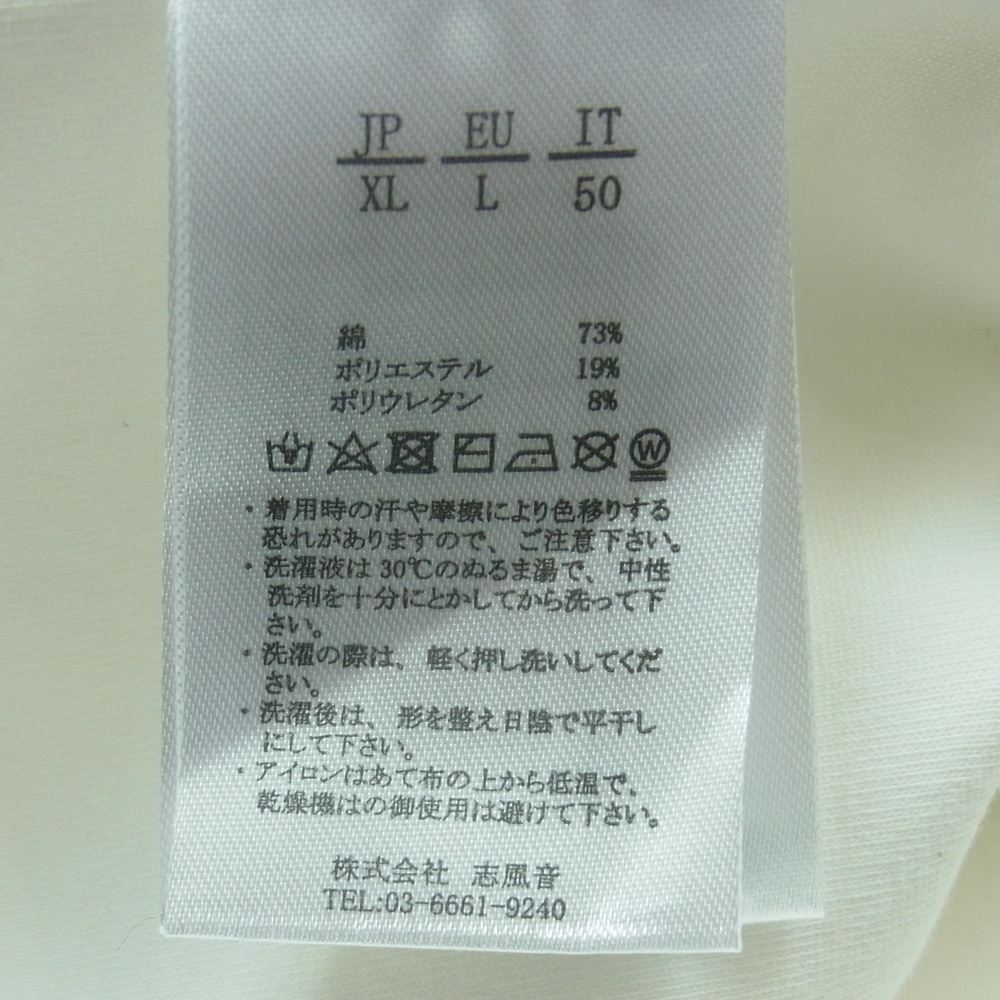 JP EU IT
XL L 50
綿 73%
ポリエステル 19%
ポリウレタン 8%
W
・着用時の汗や摩擦により色移りする
恐れがありますので、ご注意下さい。
・洗濯液は30℃のぬるま湯で、中性
洗剤を十分にとかしてから洗って下
さい。
・洗濯の際は、軽く押し洗いしてくだ
さい。
・洗濯後は、形を整え日陰で平干し
にして下さい。
・アイロンはあて布の上から低温で、
乾燥機はの御使用は避けて下さい。
株式会社 志風音
TEL:03-6661-9240